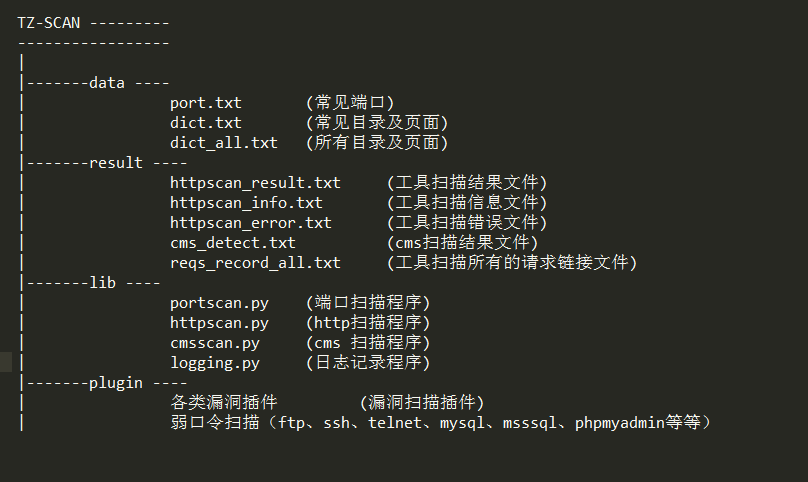 TZ-SCAN ---------
-----------------
|
|-------data ----
| port.txt (常见端口)
| dict.txt (常见目录及页面)
| dict_all.txt (所有目录及页面)
|-------result ----
| httpscan_result.txt (工具扫描结果文件)
| httpscan_info.txt (工具扫描信息文件)
| httpscan_error.txt (工具扫描错误文件)
| cms_detect.txt (cms扫描结果文件)
| reqs_record_all.txt (工具扫描所有的请求链接文件)
|-------lib ----
| portscan.py (端口扫描程序)
| httpscan.py (http扫描程序)
| cmsscan.py (cms 扫描程序)
| logging.py (日志记录程序)
|-------plugin ----
| 各类漏洞插件 (漏洞扫描插件)
| 弱口令扫描（ftp、ssh、telnet、mysql、msssql、phpmyadmin等等）